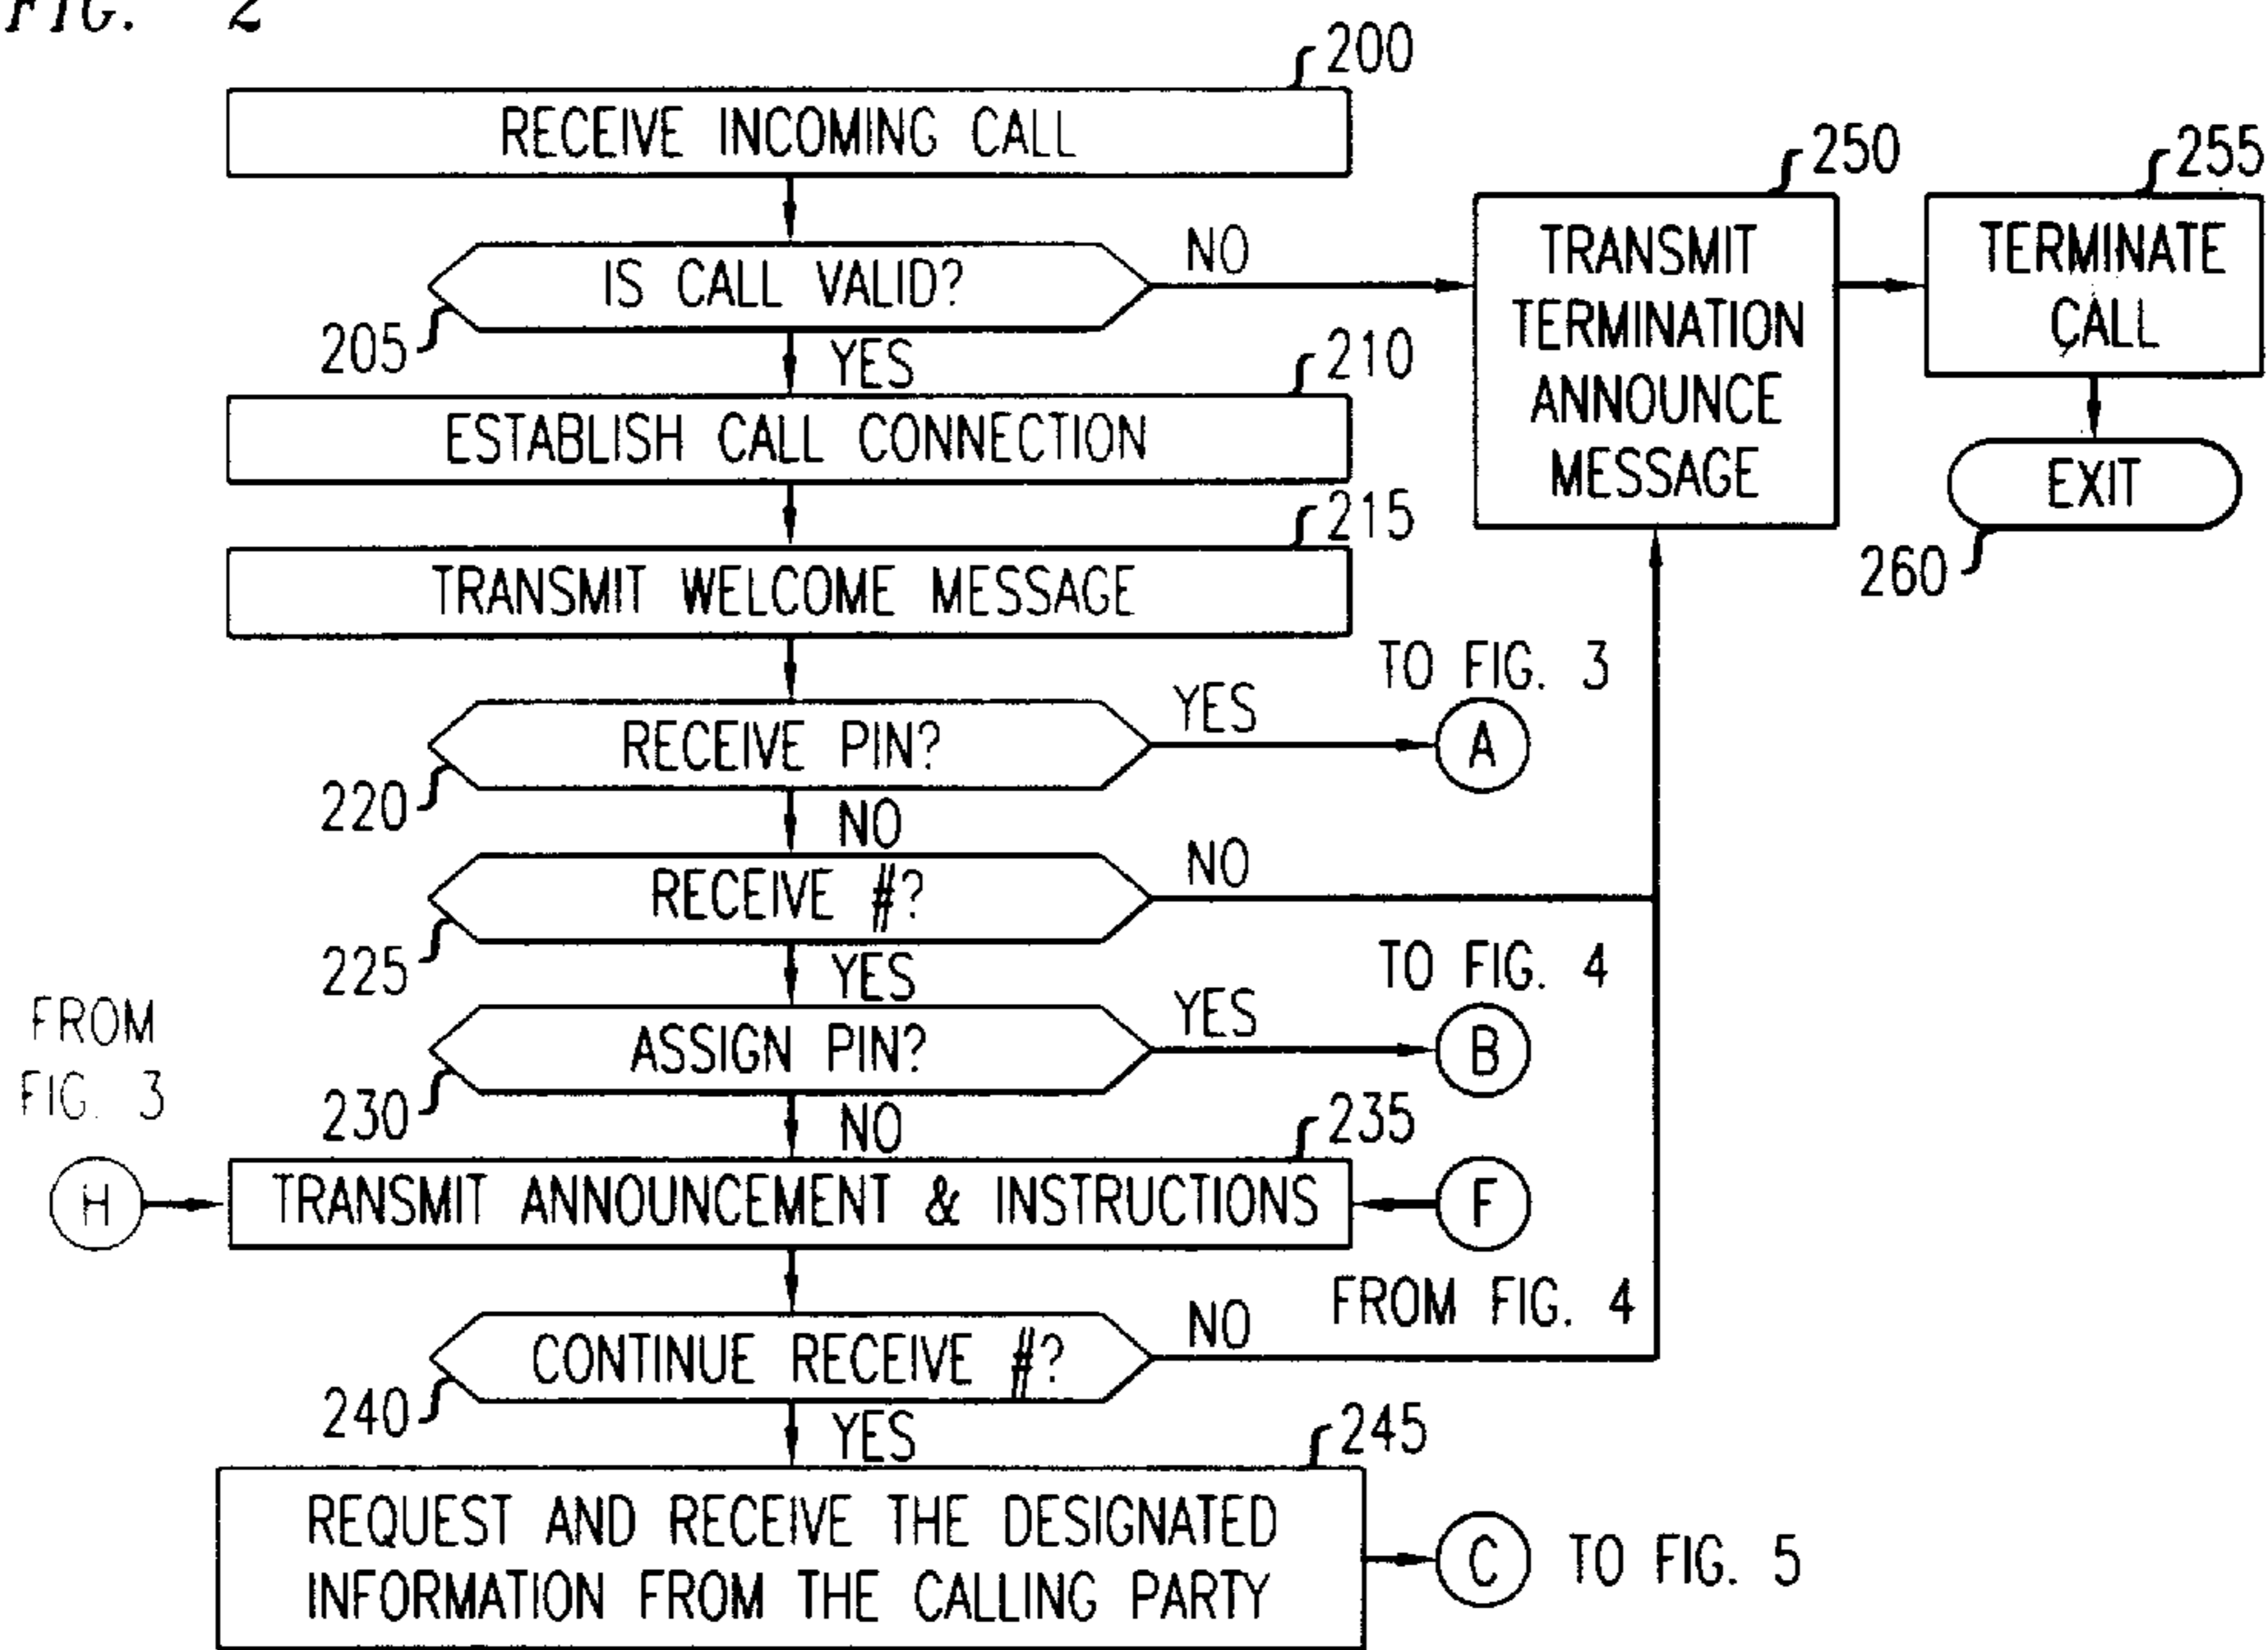 FIG. 2
200
RECEIVE INCOMING CALL
250
255
IS CALL VALID?
NO
205
YES
TRANSMIT
TERMINATION
ANNOUNCE
MESSAGE
TERMINATE
CALL
210
ESTABLISH CALL CONNECTION
EXIT
260
215
TRANSMIT WELCOME MESSAGE
TO FIG. 3
RECEIVE PIN?
YES
A
220
NO
RECEIVE #?
NO
225
YES
TO FIG. 4
ASSIGN PIN?
YES
B
230
NO
FROM
FIG. 3
235
H
TRANSMIT ANNOUNCEMENT & INSTRUCTIONS
F
FROM FIG. 4
CONTINUE RECEIVE #?
NO
240
YES
245
REQUEST AND RECEIVE THE DESIGNATED
INFORMATION FROM THE CALLING PARTY
C
TO FIG. 5